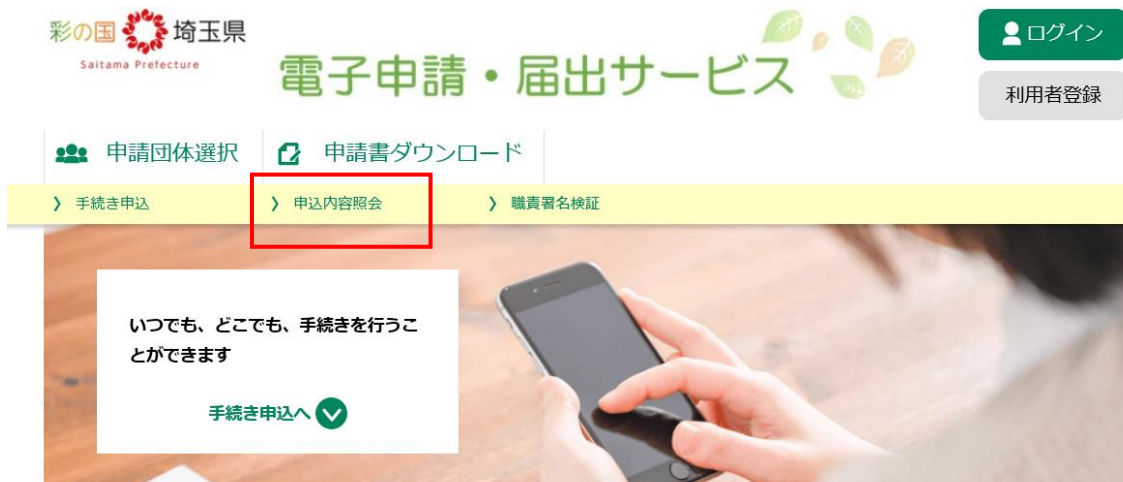 彩の国 埼玉県
Saitama Prefecture
電子申請・届出サービス
ログイン
利用者登録
申請団体選択 申請書ダウンロード
手続き申込 申込内容照会 職責署名検証
いつでも、どこでも、手続きを行うこ
とができます
手続き申込へ